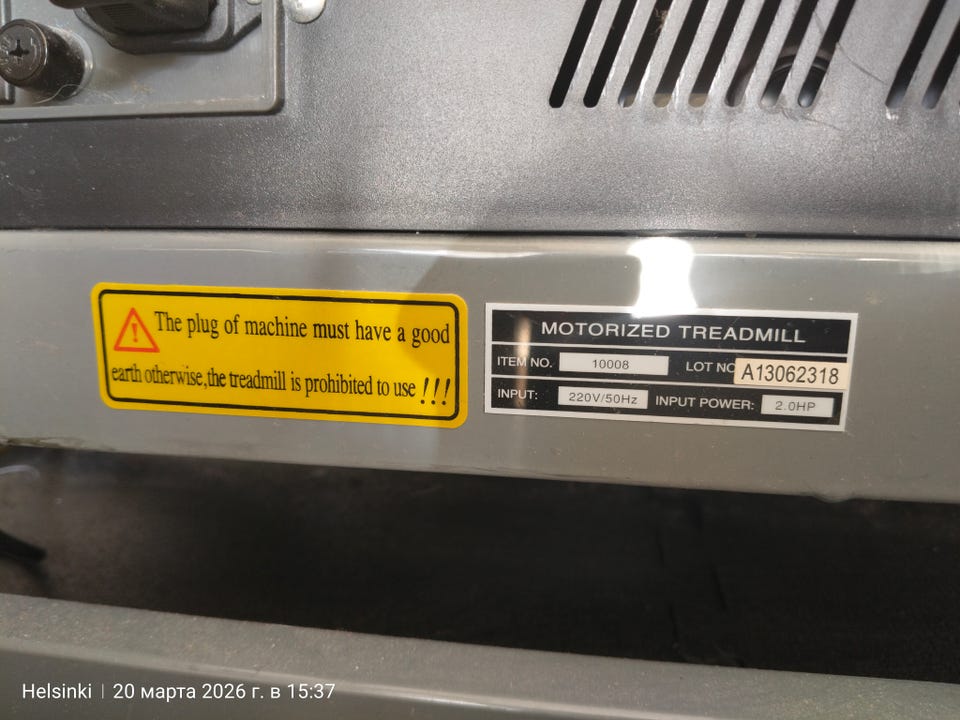 The plug of machine must have a good
earth otherwise,the treadmill is prohibited to use !!!
MOTORIZED TREADMILL
ITEM NO. 10008 LOT NO A13062318
INPUT: 220V/50Hz INPUT POWER: 2.0HP
Helsinki | 20 марта 2026 г. в 15:37